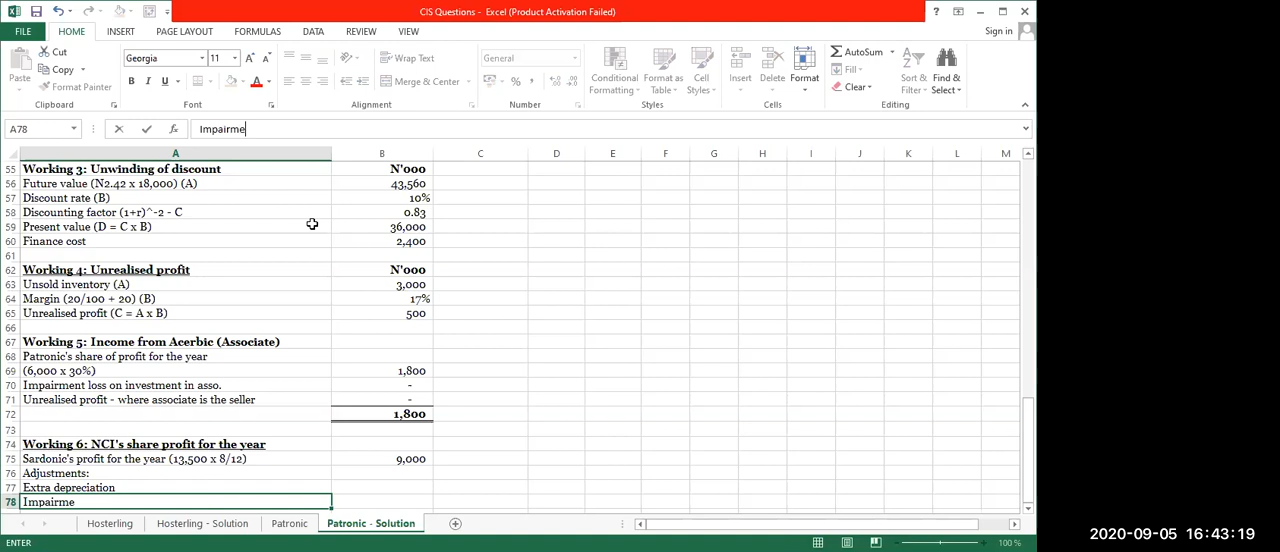 CIS Questions - Excel (Product Activation Failed)
?
FILE HOME INSERT PAGE LAYOUT FORMULAS DATA REVIEW VIEW Sign in
Paste Cut Georgia 11 Wrap Text General Conditional Formatting Format as Table Cell Styles Insert Delete Format AutoSum Sort & Filter Find & Select
Copy Fill
Format Painter B I U A Merge & Center % , Clear
Clipboard Font Alignment Number Styles Cells Editing
A78 fx Impairme
A B C D E F G H I J K L M
55 Working 3: Unwinding of discount N'000
56 Future value (N2.42 x 18,000) (A) 43,560
57 Discount rate (B) 10%
58 Discounting factor (1+r)^-2 - C 0.83
59 Present value (D = C x B) 36,000
60 Finance cost 2,400
61
62 Working 4: Unrealised profit N'000
63 Unsold inventory (A) 3,000
64 Margin (20/100 + 20) (B) 17%
65 Unrealised profit (C = A x B) 500
66
67 Working 5: Income from Acerbic (Associate)
68 Patronic's share of profit for the year
69 (6,000 x 30%) 1,800
70 Impairment loss on investment in asso. -
71 Unrealised profit - where associate is the seller -
72 1,800
73
74 Working 6: NCI's share profit for the year
75 Sardonic's profit for the year (13,500 x 8/12) 9,000
76 Adjustments:
77 Extra depreciation
78 Impairme
Hosterling Hosterling - Solution Patronic Patronic - Solution
ENTER 100 %
2020-09-05 16:43:19